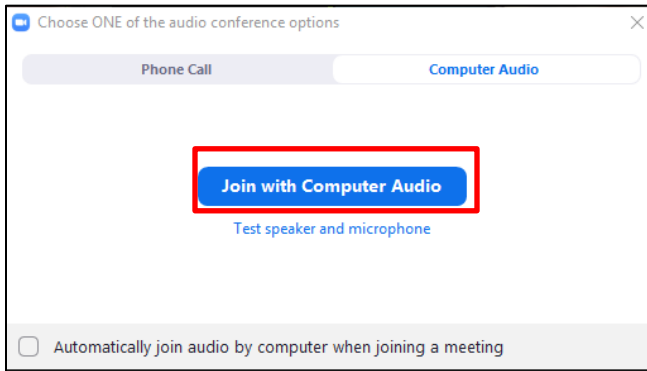 Choose ONE of the audio conference options
Phone Call
Computer Audio
Join with Computer Audio
Test speaker and microphone
Automatically join audio by computer when joining a meeting